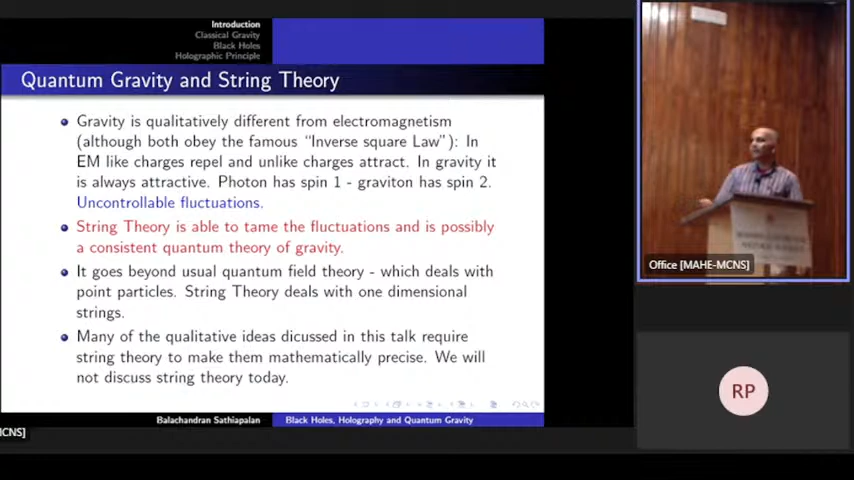 Introduction
Classical Gravity
Black Holes
Holographic Principle
Quantum Gravity and String Theory
Gravity is qualitatively different from electromagnetism
(although both obey the famous “Inverse square Law”): In
EM like charges repel and unlike charges attract. In gravity it
is always attractive. Photon has spin 1 - graviton has spin 2.
Uncontrollable fluctuations.
String Theory is able to tame the fluctuations and is possibly
a consistent quantum theory of gravity.
It goes beyond usual quantum field theory - which deals with
point particles. String Theory deals with one dimensional
strings.
Many of the qualitative ideas dicussed in this talk require
string theory to make them mathematically precise. We will
not discuss string theory today.
Balachandran Sathiapalan
Black Holes, Holography and Quantum Gravity
MCNS]
Office [MAHE-MCNS]
RP